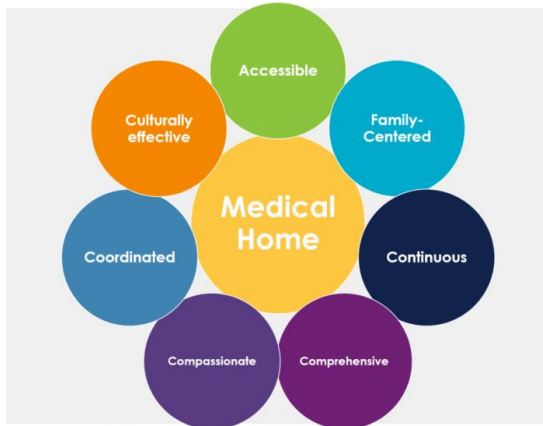 Accessible
Family-
Centered
Continuous
Comprehensive
Compassionate
Coordinated
Culturally
effective
Medical
Home